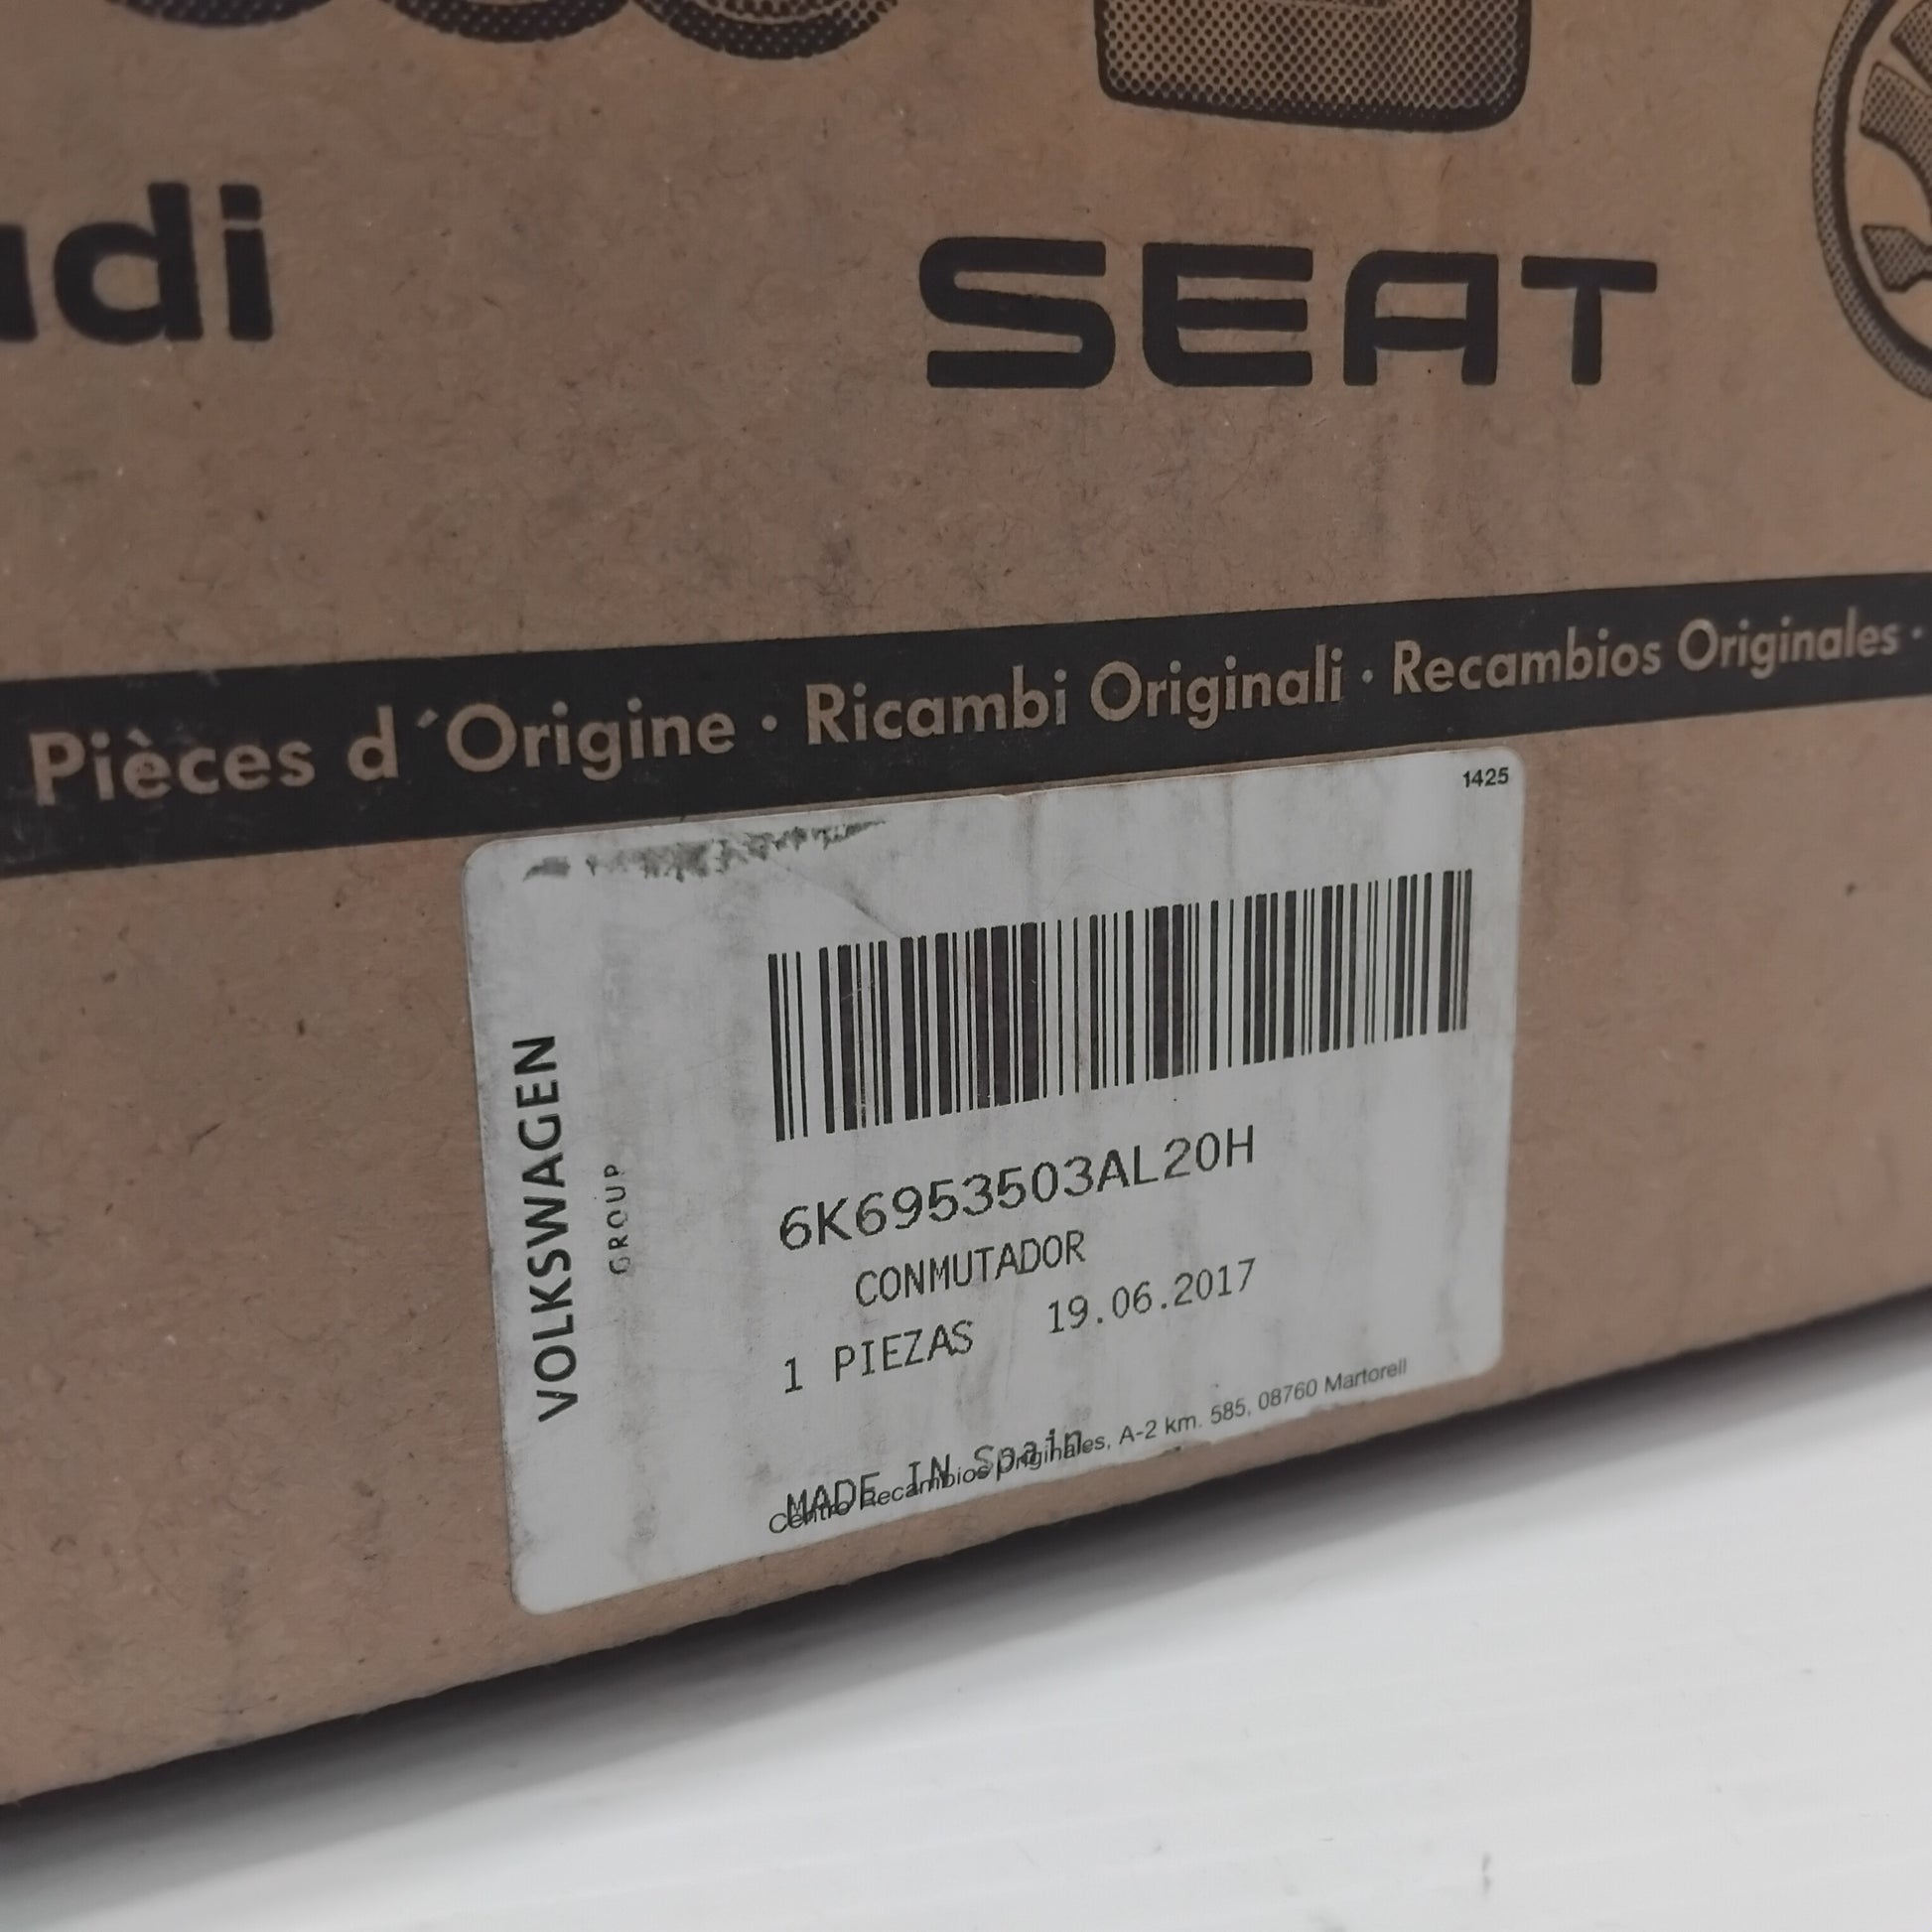 udi
SEAT
Pièces d´Origine · Ricambi Originali · Recambios Originales ·
1425
VOLKSWAGEN
GROUP
6K6953503AL20H
CONMUTADOR
1 PIEZAS 19.06.2017
MADE IN Spain
Centro Recambios Originales, A-2 km. 585, 08760 Martorell